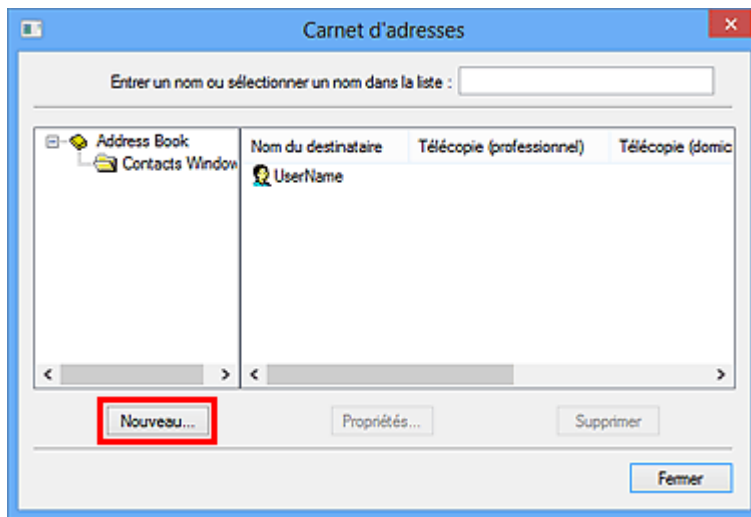 Carnet d'adresses
Entrer un nom ou sélectionner un nom dans la liste :
Address Book
Contacts Window
Nom du destinataire Télécopie (professionnel) Télécopie (domic
UserName
Nouveau... Propriétés... Supprimer
Fermer